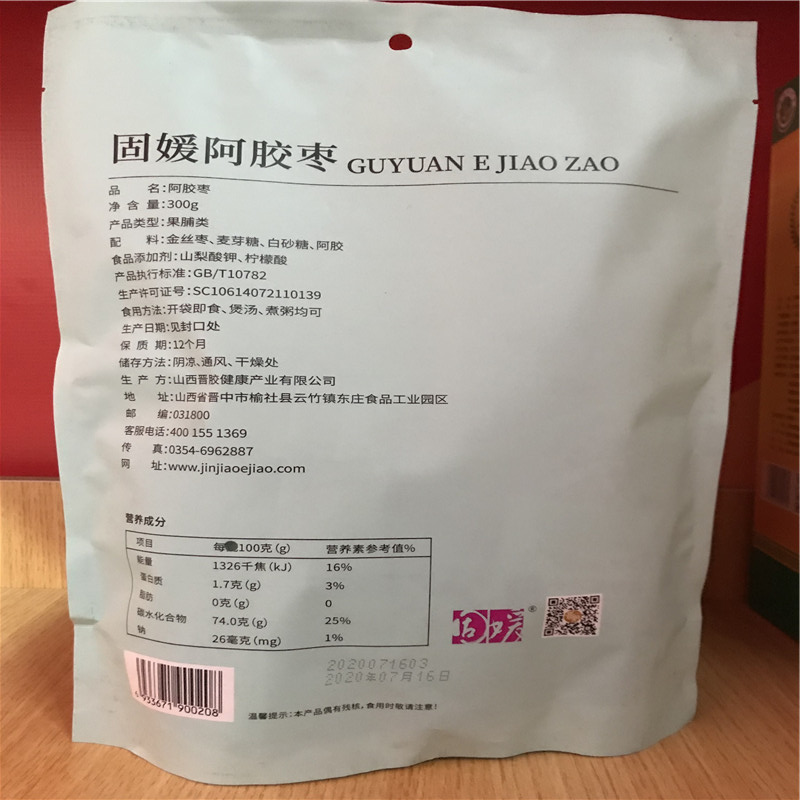 固媛阿胶枣 GUYUAN E JIAO ZAO
品 名:阿胶枣
净 含 量:300g
产品类型:果脯类
配 料:金丝枣、麦芽糖、白砂糖、阿胶
食品添加剂:山梨酸钾、柠檬酸
产品执行标准:GB/T10782
生产许可证号:SC10614072110139
食用方法:开袋即食、煲汤、煮粥均可
生产日期:见封口处
保 质 期:12个月
储存方法:阴凉、通风、干燥处
生 产 方:山西晋胶健康产业有限公司
地 址:山西省晋中市榆社县云竹镇东庄食品工业园区
邮 编:031800
客服电话:400 155 1369
传 真:0354-6962887
网 址:www.jinjiaoejiao.com
营养成分
项目 每 100克(g) 营养素参考值%
能量 1326千焦(kJ) 16%
蛋白质 1.7克(g) 3%
脂肪 0克(g) 0
碳水化合物 74.0克(g) 25%
钠 26毫克(mg) 1%
固媛®
2020071603
2020年07月16日
6 933671 900208
温馨提示:本产品偶有残核,食用时敬请注意!